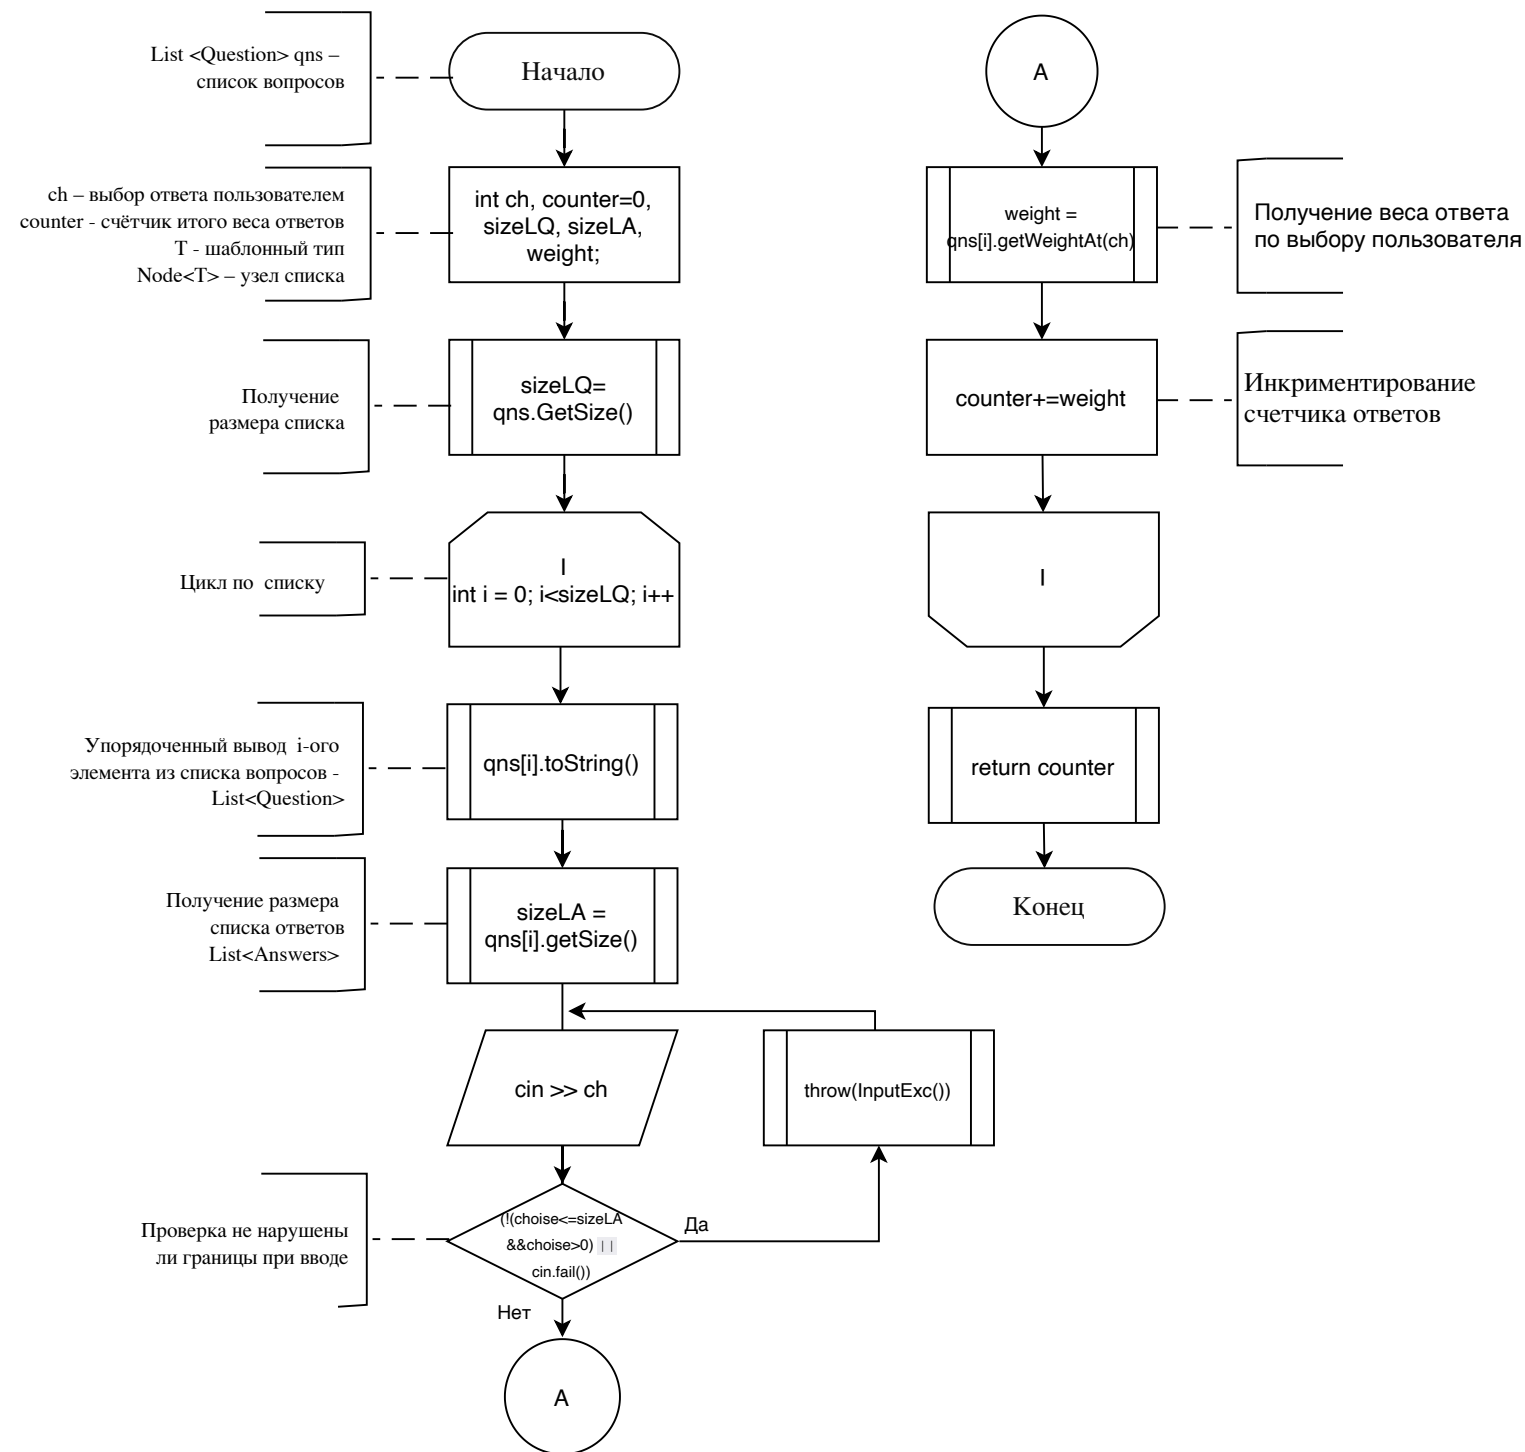 List <Question> qns –
список вопросов
Начало
ch – выбор ответа пользователем
counter - счётчик итого веса ответов
T - шаблонный тип
Node<T> – узел списка
int ch, counter=0,
sizeLQ, sizeLA,
weight;
Получение
размера списка
sizeLQ=
qns.GetSize()
Цикл по списку
I
int i = 0; i<sizeLQ; i++
Упорядоченный вывод i-ого
элемента из списка вопросов -
List<Question>
qns[i].toString()
Получение размера
списка ответов
List<Answers>
sizeLA =
qns[i].getSize()
cin >> ch
throw(InputExc())
Проверка не нарушены
ли границы при вводе
(!(choise<=sizeLA
&&choise>0) ||
cin.fail())
Да
Нет
A
A
weight =
qns[i].getWeightAt(ch)
Получение веса ответа
по выбору пользователя
counter+=weight
Инкриментирование
счетчика ответов
I
return counter
Конец